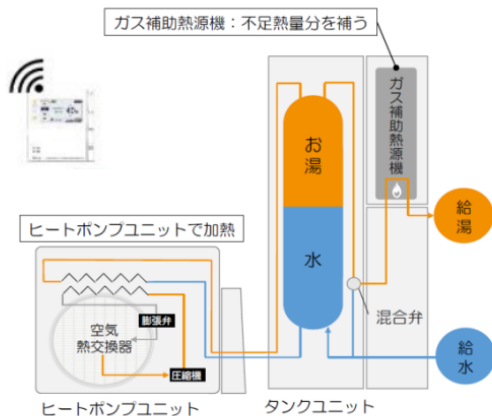 ガス補助熱源機：不足熱量分を補う
ガス補助熱源機
お湯
給湯
ヒートポンプユニットで加熱
水
混合弁
膨張弁
空気
熱交換器
圧縮機
給水
ヒートポンプユニット
タンクユニット